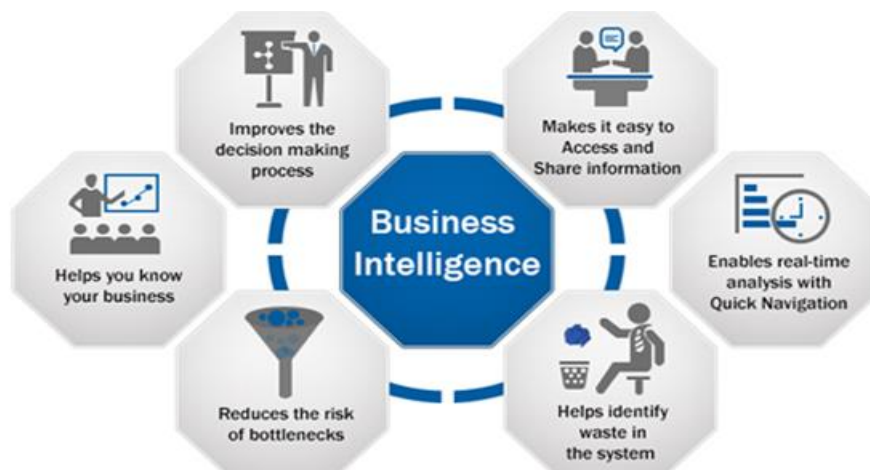 Improves the
decision making
process
Makes it easy to
Access and
Share information
Helps you know
your business
Business
Intelligence
Enables real-time
analysis with
Quick Navigation
Reduces the risk
of bottlenecks
Helps identify
waste in
the system